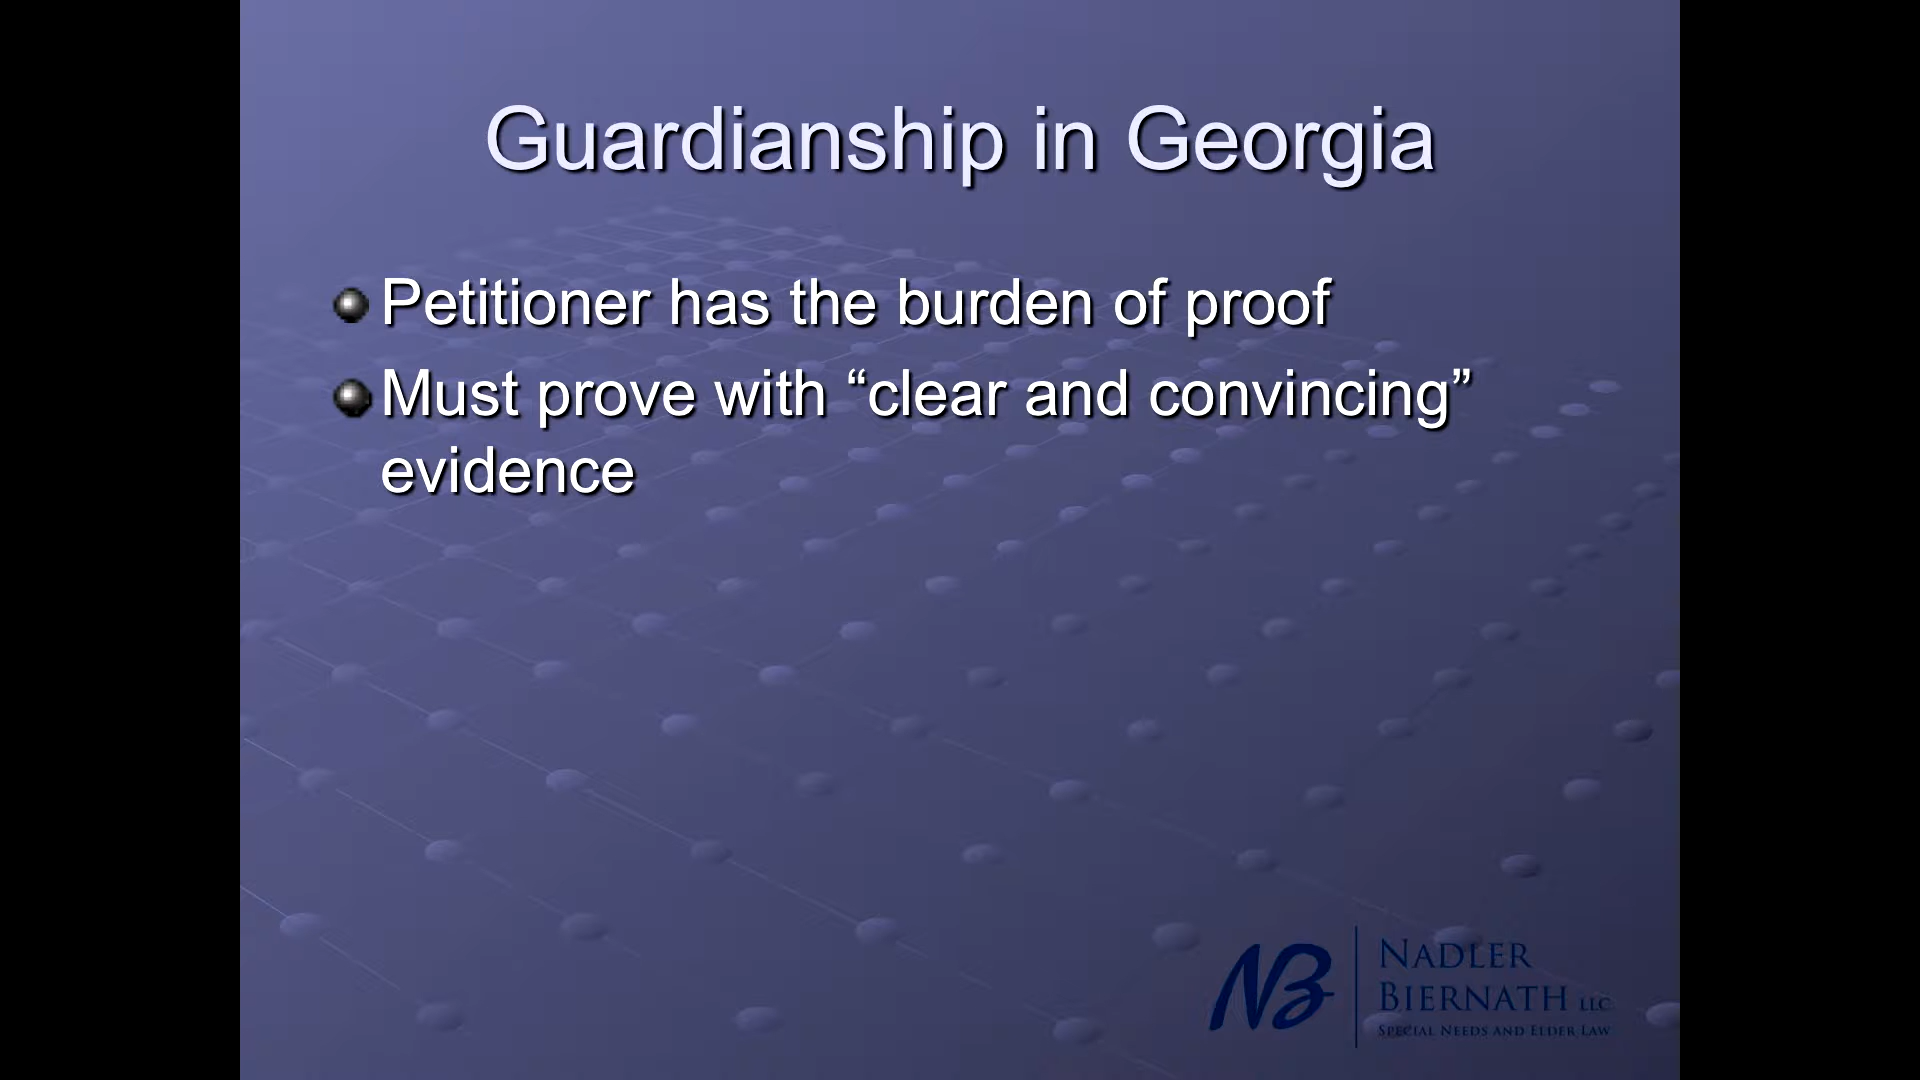 Guardianship in Georgia
Petitioner has the burden of proof
Must prove with “clear and convincing”
evidence
NB
NADLER
BIERNATH LLC
SPECIAL NEEDS AND ELDER LAW